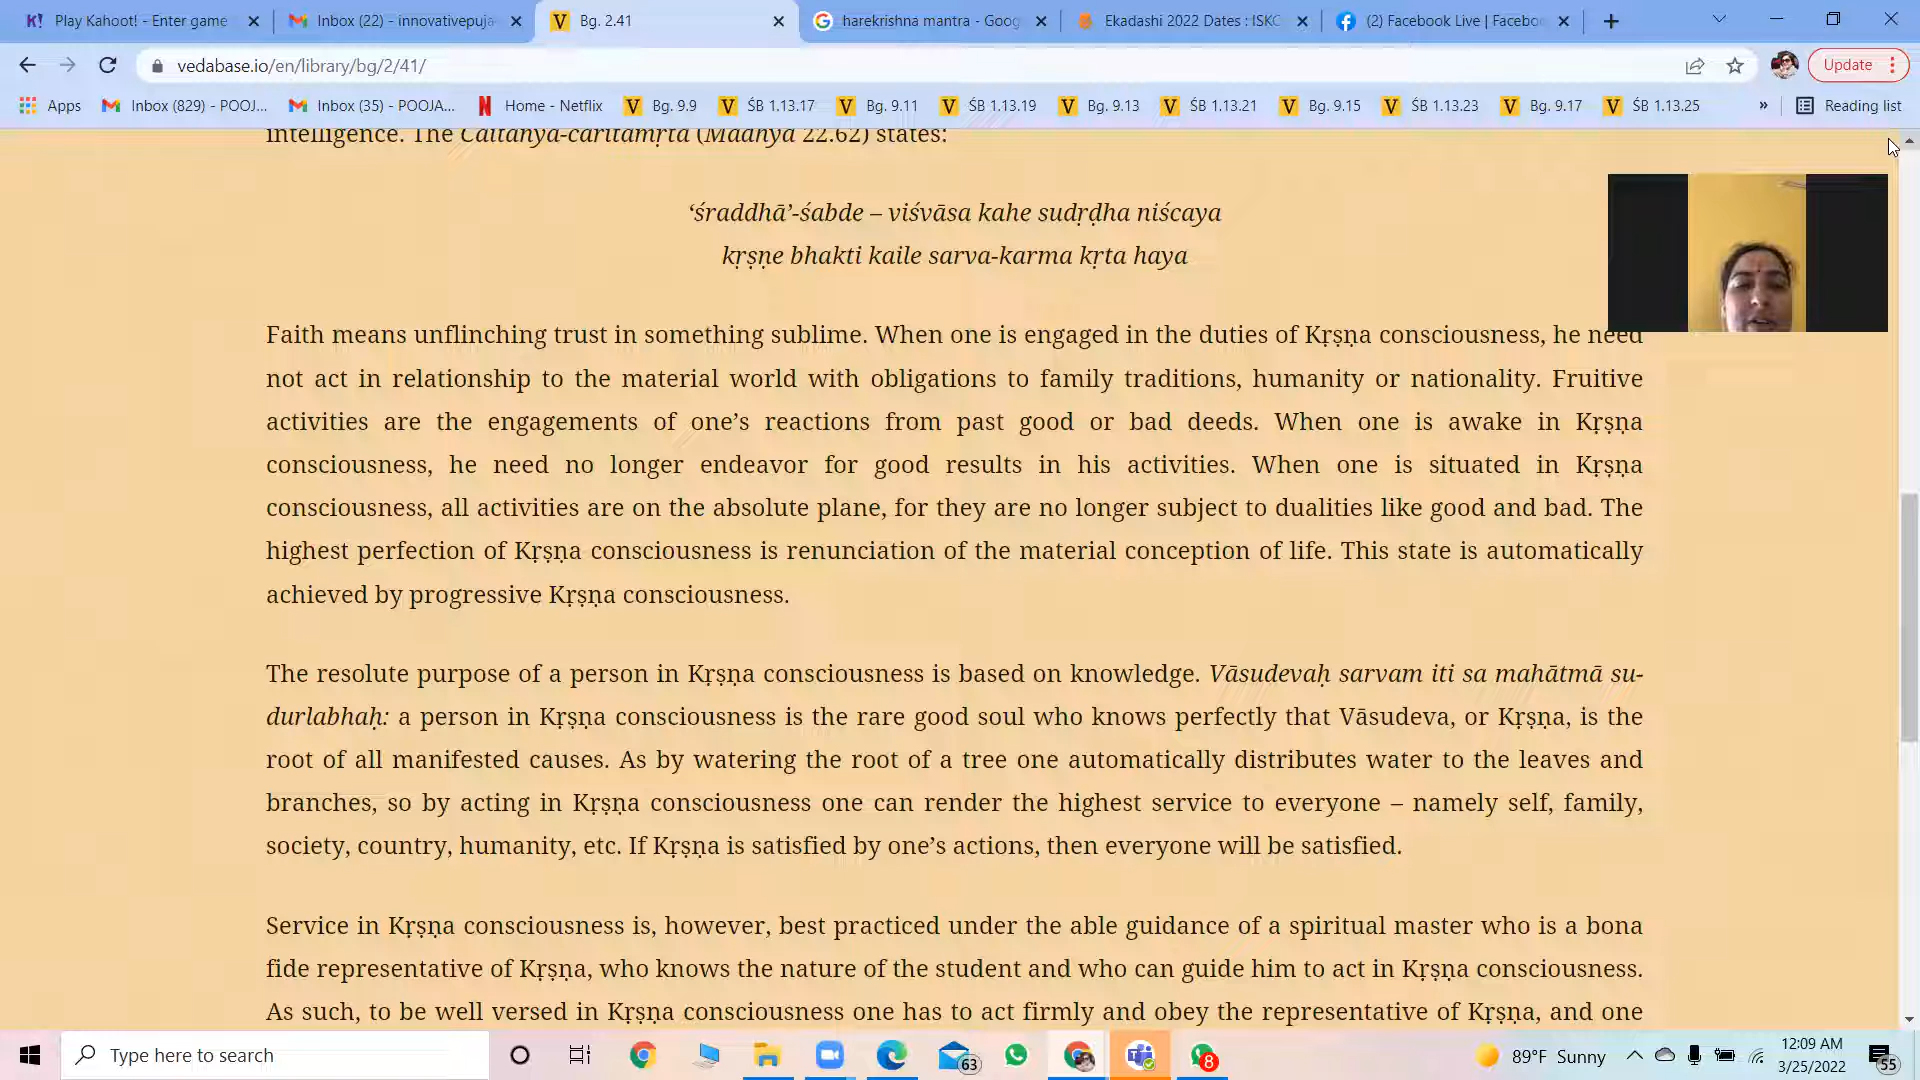 Play Kahoot! - Enter game
Inbox (22) - innovativepuja
Bg. 2.41
harekrishna mantra - Goog
Ekadashi 2022 Dates : ISKC
(2) Facebook Live | Facebo
vedabase.io/en/library/bg/2/41/
Update
Apps
Inbox (829) - POOJ...
Inbox (35) - POOJA...
Home - Netflix
Bg. 9.9
ŚB 1.13.17
Bg. 9.11
ŚB 1.13.19
Bg. 9.13
ŚB 1.13.21
Bg. 9.15
ŚB 1.13.23
Bg. 9.17
ŚB 1.13.25
»
Reading list
intelligence. The Caitanya-caritāmṛta (Madhya 22.62) states:
‘śraddhā’-śabde – viśvāsa kahe sudṛḍha niścaya
kṛṣṇe bhakti kaile sarva-karma kṛta haya
Faith means unflinching trust in something sublime. When one is engaged in the duties of Kṛṣṇa consciousness, he need
not act in relationship to the material world with obligations to family traditions, humanity or nationality. Fruitive
activities are the engagements of one’s reactions from past good or bad deeds. When one is awake in Kṛṣṇa
consciousness, he need no longer endeavor for good results in his activities. When one is situated in Kṛṣṇa
consciousness, all activities are on the absolute plane, for they are no longer subject to dualities like good and bad. The
highest perfection of Kṛṣṇa consciousness is renunciation of the material conception of life. This state is automatically
achieved by progressive Kṛṣṇa consciousness.
The resolute purpose of a person in Kṛṣṇa consciousness is based on knowledge. Vāsudevaḥ sarvam iti sa mahātmā su-
durlabhaḥ: a person in Kṛṣṇa consciousness is the rare good soul who knows perfectly that Vāsudeva, or Kṛṣṇa, is the
root of all manifested causes. As by watering the root of a tree one automatically distributes water to the leaves and
branches, so by acting in Kṛṣṇa consciousness one can render the highest service to everyone – namely self, family,
society, country, humanity, etc. If Kṛṣṇa is satisfied by one’s actions, then everyone will be satisfied.
Service in Kṛṣṇa consciousness is, however, best practiced under the able guidance of a spiritual master who is a bona
fide representative of Kṛṣṇa, who knows the nature of the student and who can guide him to act in Kṛṣṇa consciousness.
As such, to be well versed in Kṛṣṇa consciousness one has to act firmly and obey the representative of Kṛṣṇa, and one
Type here to search
63
8
89°F Sunny
12:09 AM
3/25/2022
55